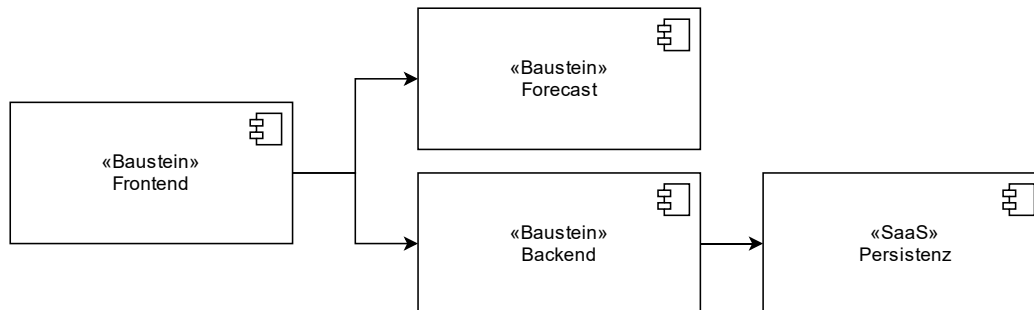 «Baustein»
Forecast
«Baustein»
Frontend
«Baustein»
Backend
«SaaS»
Persistenz